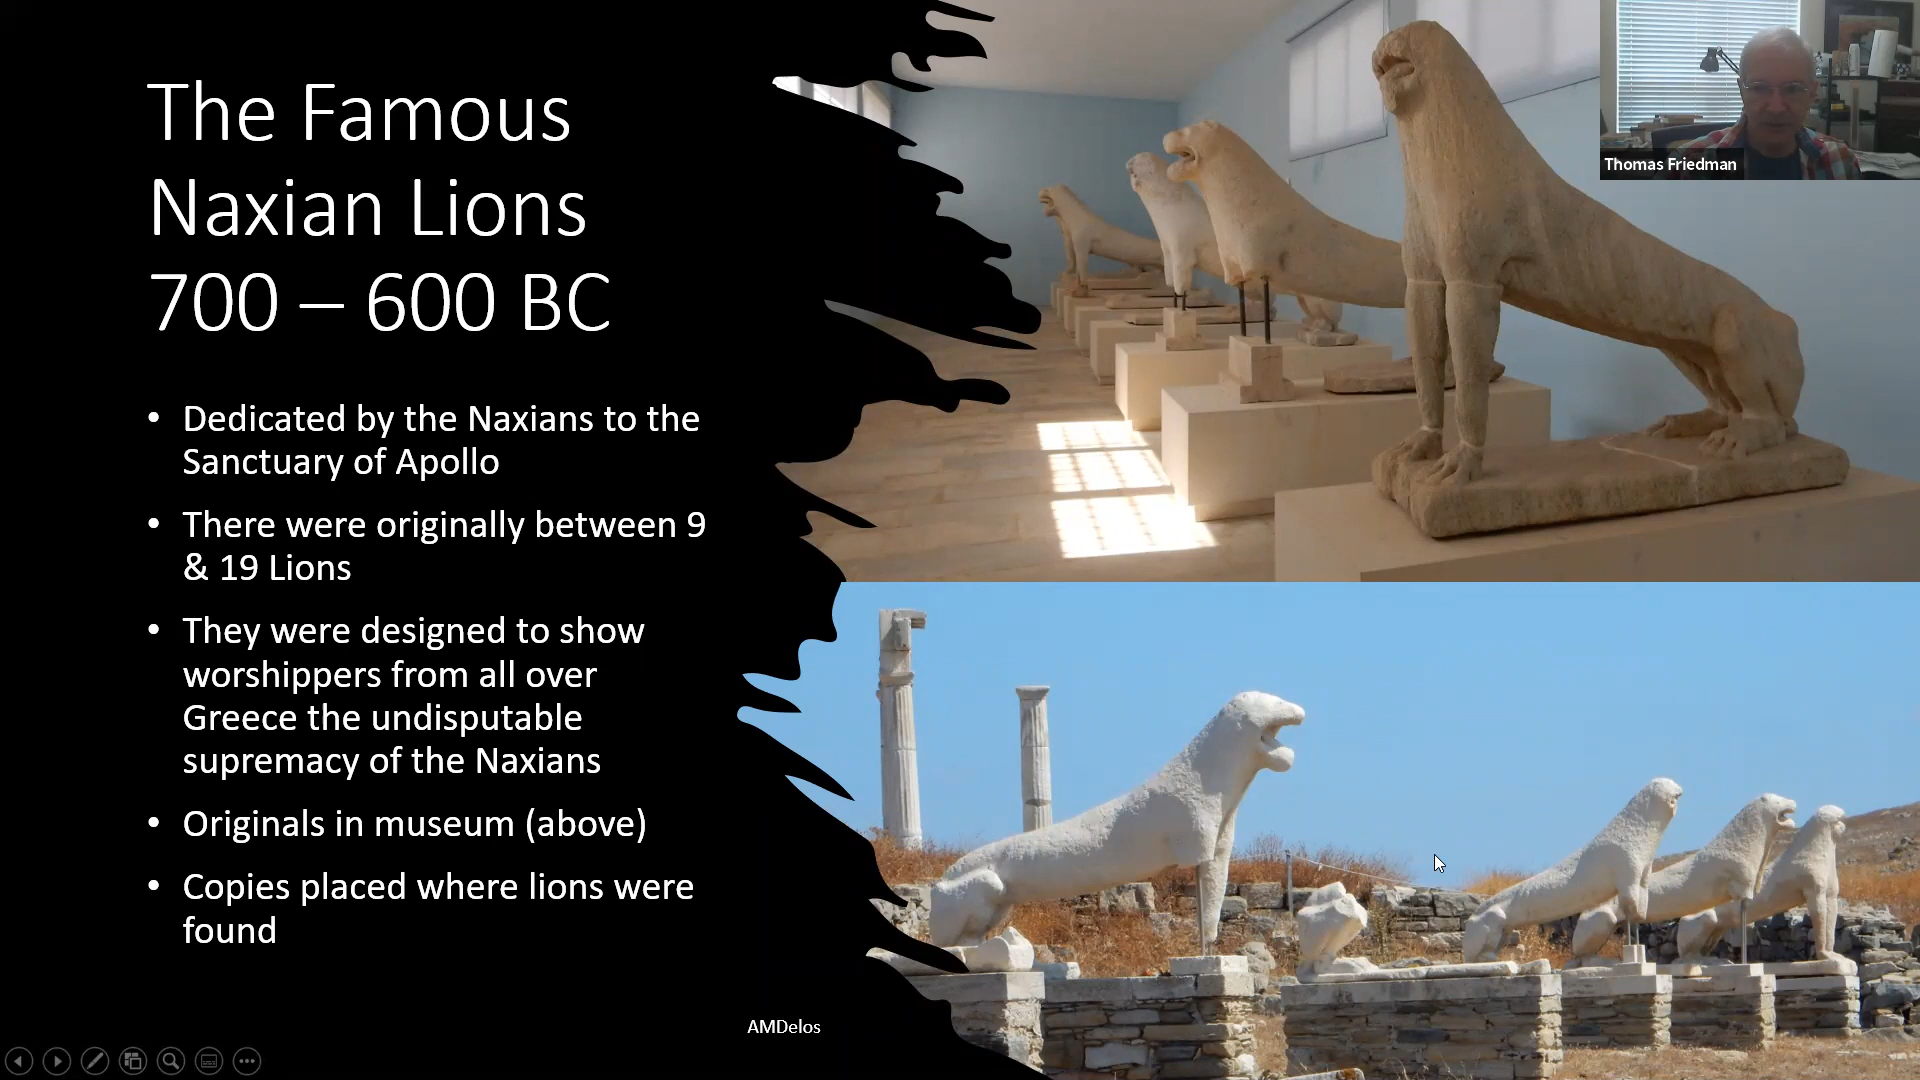 The Famous
Naxian Lions
700 – 600 BC
• Dedicated by the Naxians to the
Sanctuary of Apollo
• There were originally between 9
& 19 Lions
• They were designed to show
worshippers from all over
Greece the undisputable
supremacy of the Naxians
• Originals in museum (above)
• Copies placed where lions were
found
AMDelos
Thomas Friedman